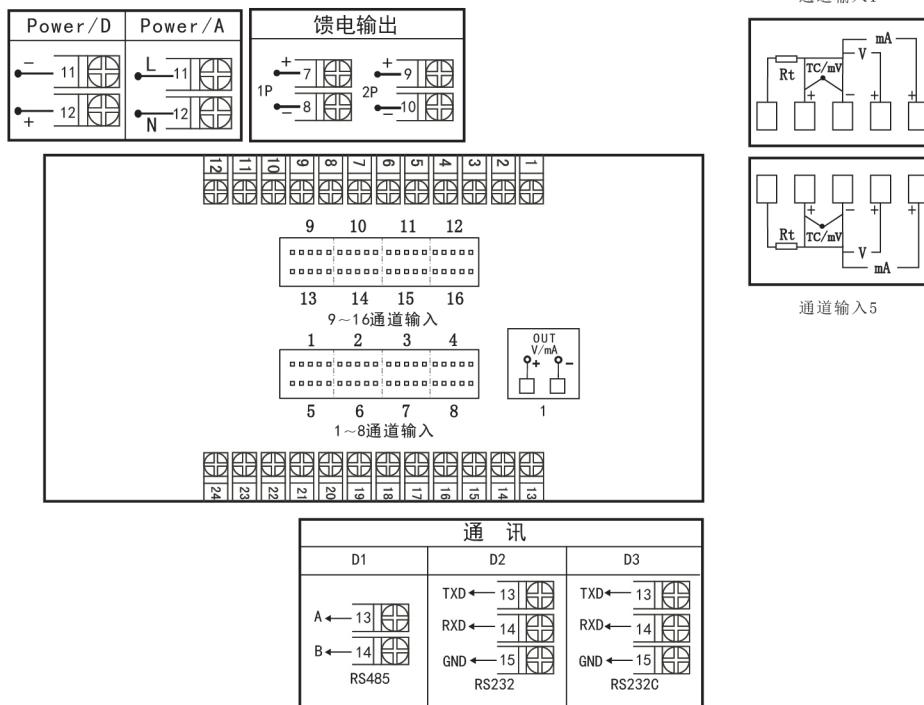 通道输入1
Power/D
Power/A
馈电输出
- 11
+ 12
L 11
N 12
1P
+ 7
- 8
2P
+ 9
- 10
mA
V
Rt
TC/mV
+ - + +
12 11 10 9 8 7 6 5 4 3 2 1
9 10 11 12
13 14 15 16
9~16通道输入
1 2 3 4
5 6 7 8
1~8通道输入
OUT
V/mA
+ -
1
+ - + +
Rt
TC/mV
V
mA
通道输入5
24 23 22 21 20 19 18 17 16 15 14 13
通 讯
D1
D2
D3
A 13
B 14
RS485
TXD 13
RXD 14
GND 15
RS232
TXD 13
RXD 14
GND 15
RS232C